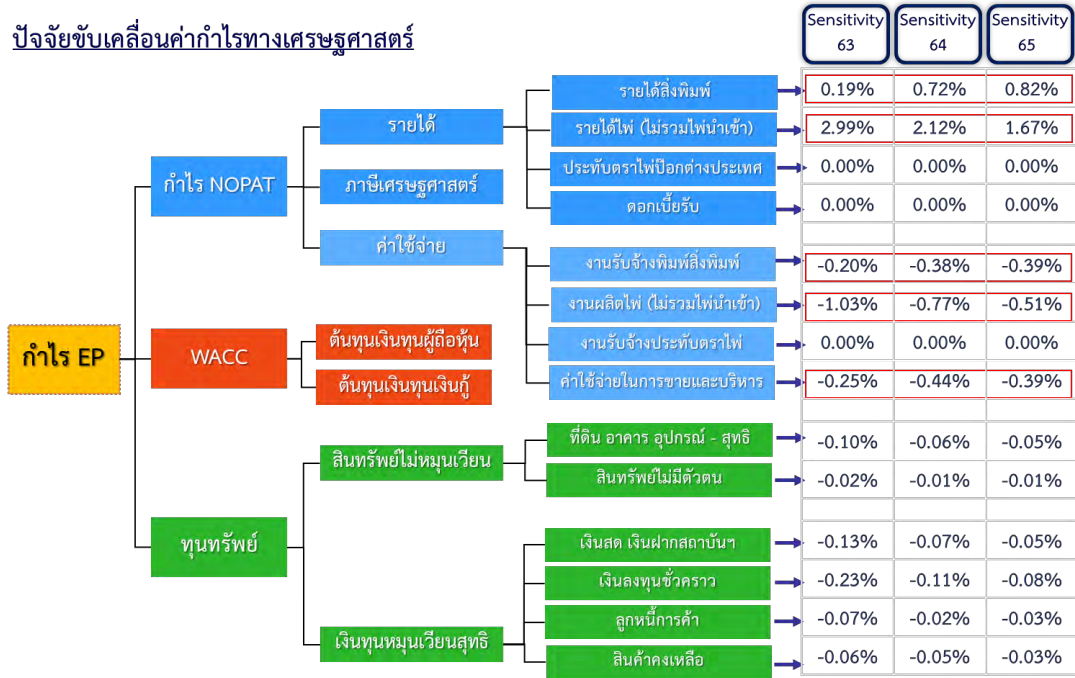 ปัจจัยขับเคลื่อนค่ากำไรทางเศรษฐศาสตร์
Sensitivity 63
Sensitivity 64
Sensitivity 65
กำไร EP
กำไร NOPAT
รายได้
รายได้สิ่งพิมพ์ 0.19% 0.72% 0.82%
รายได้ไพ่ (ไม่รวมไพ่นำเข้า) 2.99% 2.12% 1.67%
ประทับตราไพ่ป๊อกต่างประเทศ 0.00% 0.00% 0.00%
ดอกเบี้ยรับ 0.00% 0.00% 0.00%
ภาษีเศรษฐศาสตร์
ค่าใช้จ่าย
งานรับจ้างพิมพ์สิ่งพิมพ์ -0.20% -0.38% -0.39%
งานผลิตไพ่ (ไม่รวมไพ่นำเข้า) -1.03% -0.77% -0.51%
งานรับจ้างประทับตราไพ่ 0.00% 0.00% 0.00%
ค่าใช้จ่ายในการขายและบริหาร -0.25% -0.44% -0.39%
WACC
ต้นทุนเงินทุนผู้ถือหุ้น
ต้นทุนเงินทุนเงินกู้
ทุนทรัพย์
สินทรัพย์ไม่หมุนเวียน
ที่ดิน อาคาร อุปกรณ์ - สุทธิ -0.10% -0.06% -0.05%
สินทรัพย์ไม่มีตัวตน -0.02% -0.01% -0.01%
เงินทุนหมุนเวียนสุทธิ
เงินสด เงินฝากสถาบันฯ -0.13% -0.07% -0.05%
เงินลงทุนชั่วคราว -0.23% -0.11% -0.08%
ลูกหนี้การค้า -0.07% -0.02% -0.03%
สินค้าคงเหลือ -0.06% -0.05% -0.03%